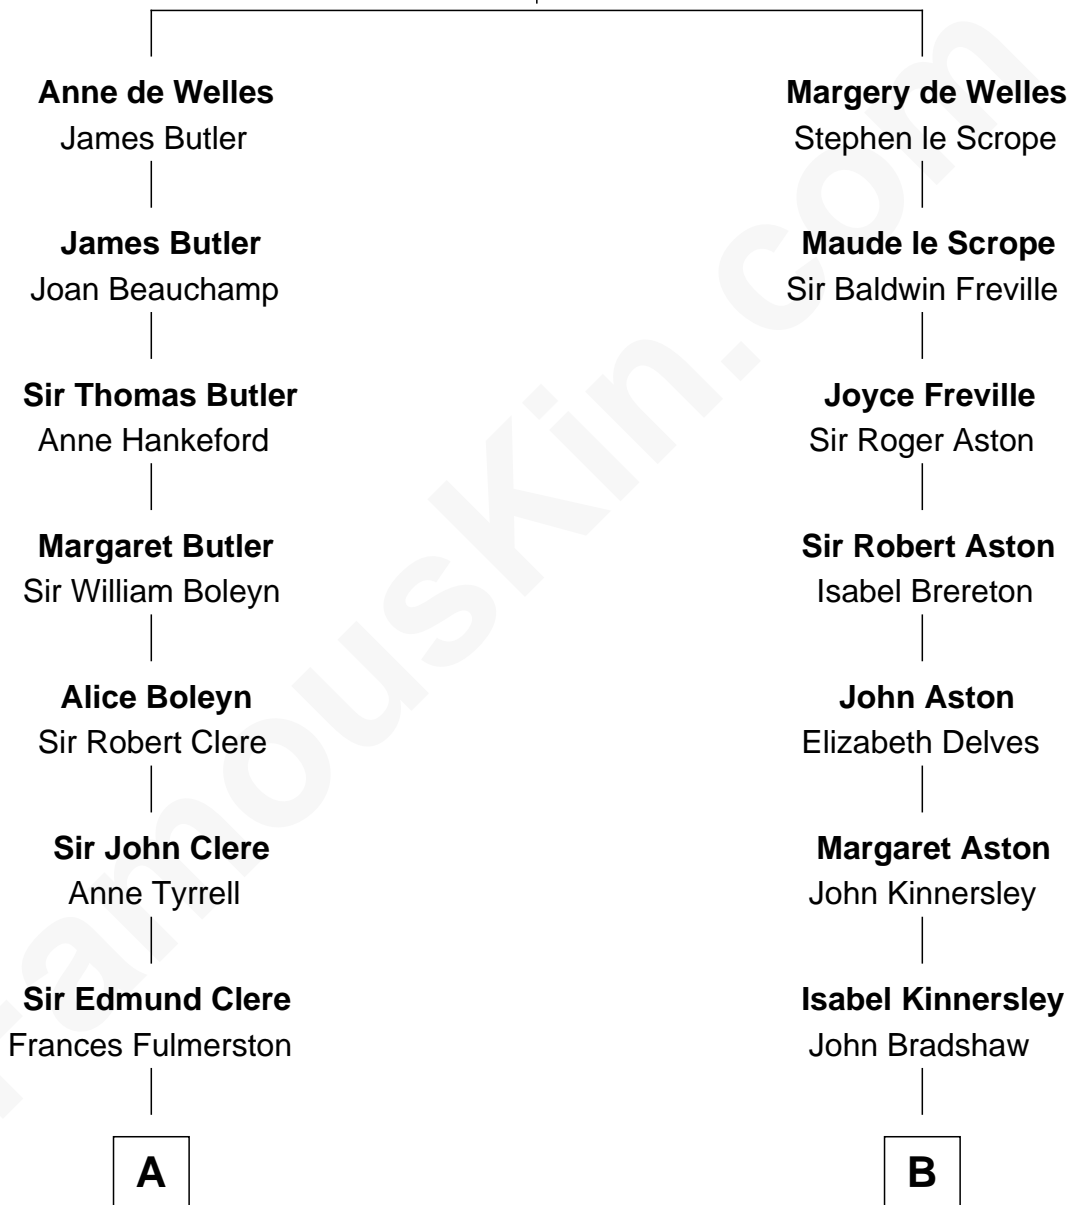 Anne de Welles
James Butler
James Butler
Joan Beauchamp
Sir Thomas Butler
Anne Hankeford
Margaret Butler
Sir William Boleyn
Alice Boleyn
Sir Robert Clere
Sir John Clere
Anne Tyrrell
Sir Edmund Clere
Frances Fulmerston
A
Margery de Welles
Stephen le Scrope
Maude le Scrope
Sir Baldwin Freville
Joyce Freville
Sir Roger Aston
Sir Robert Aston
Isabel Brereton
John Aston
Elizabeth Delves
Margaret Aston
John Kinnersley
Isabel Kinnersley
John Bradshaw
B
FamousKin.com